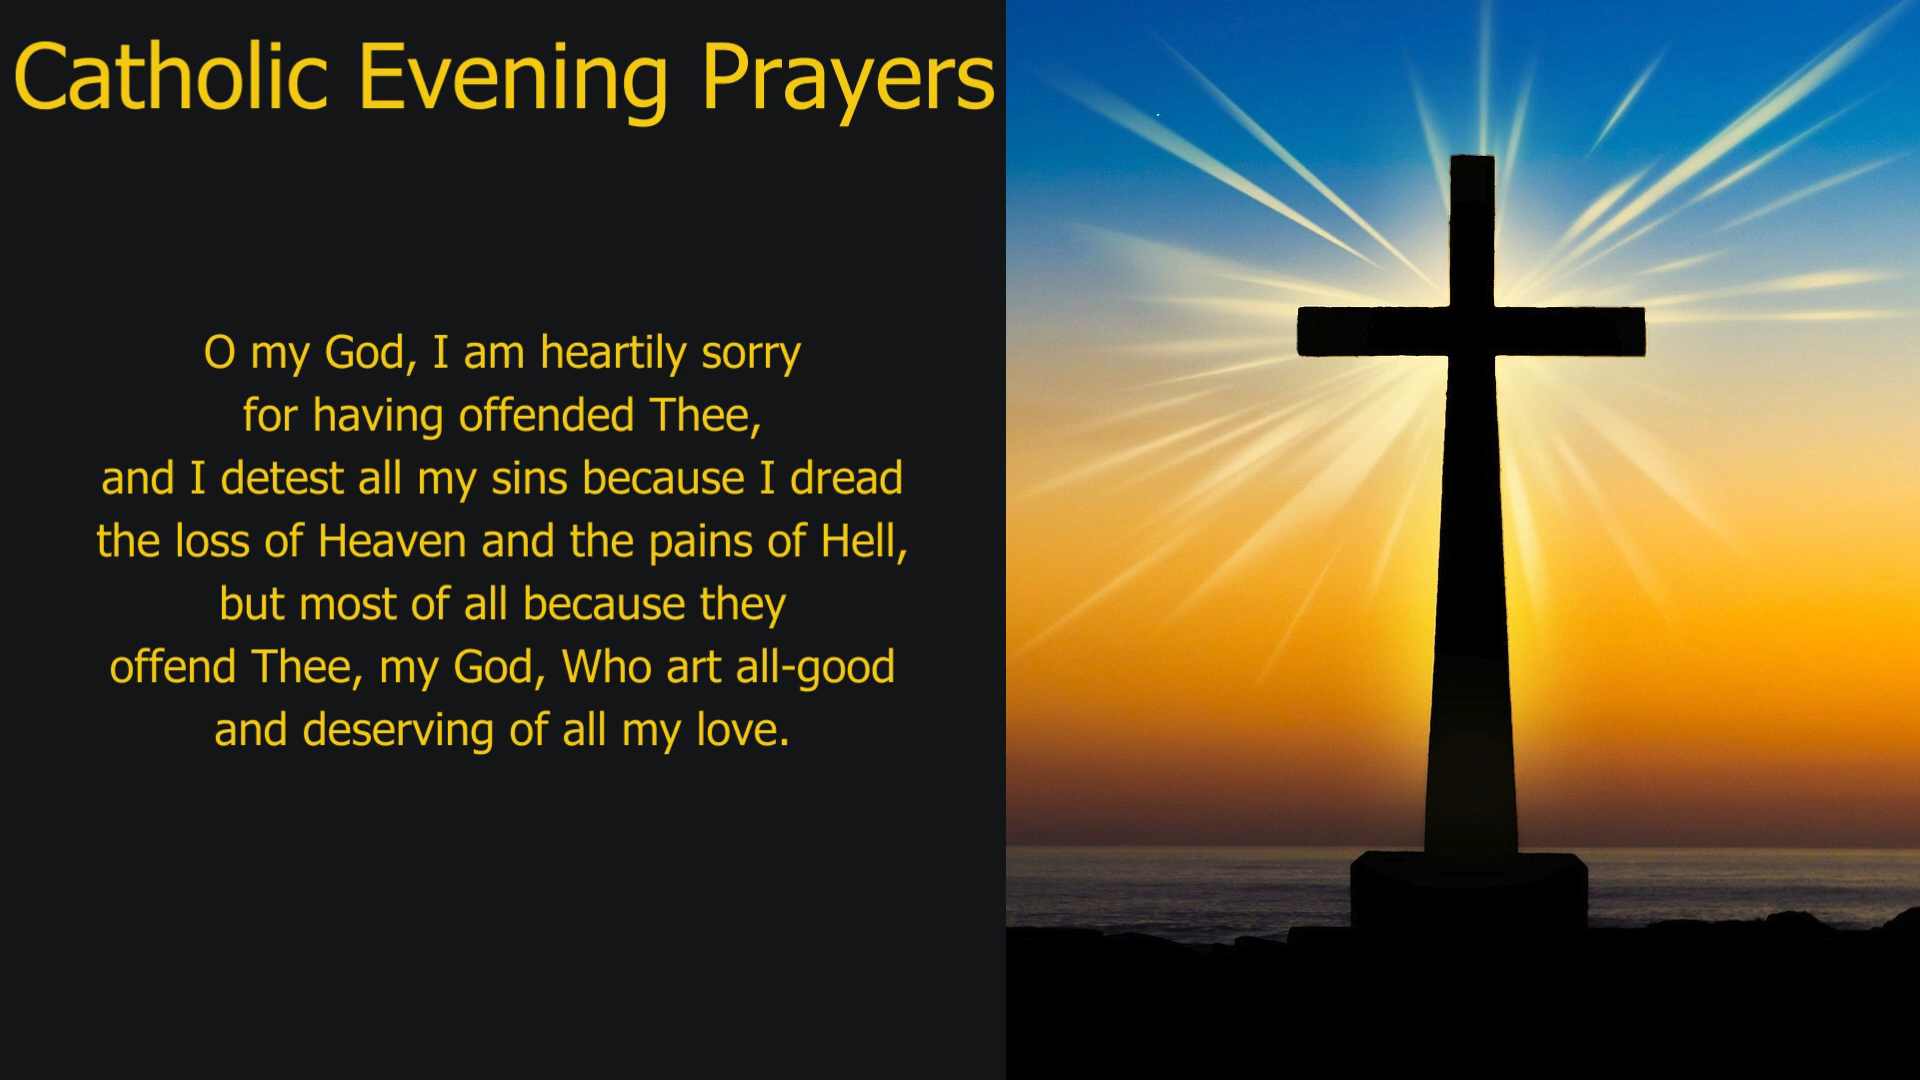 Catholic Evening Prayers
O my God, I am heartily sorry
for having offended Thee,
and I detest all my sins because I dread
the loss of Heaven and the pains of Hell,
but most of all because they
offend Thee, my God, Who art all-good
and deserving of all my love.